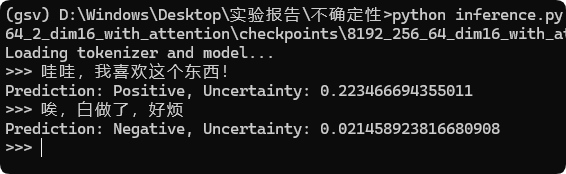 (gsv) D:\Windows\Desktop\实验报告\不确定性>python inference.py
64_2_dim16_with_attention\checkpoints\8192_256_64_dim16_with_at
Loading tokenizer and model...
>>> 哇哇，我喜欢这个东西！
Prediction: Positive, Uncertainty: 0.223466694355011
>>> 唉，白做了，好烦
Prediction: Negative, Uncertainty: 0.021458923816680908
>>>